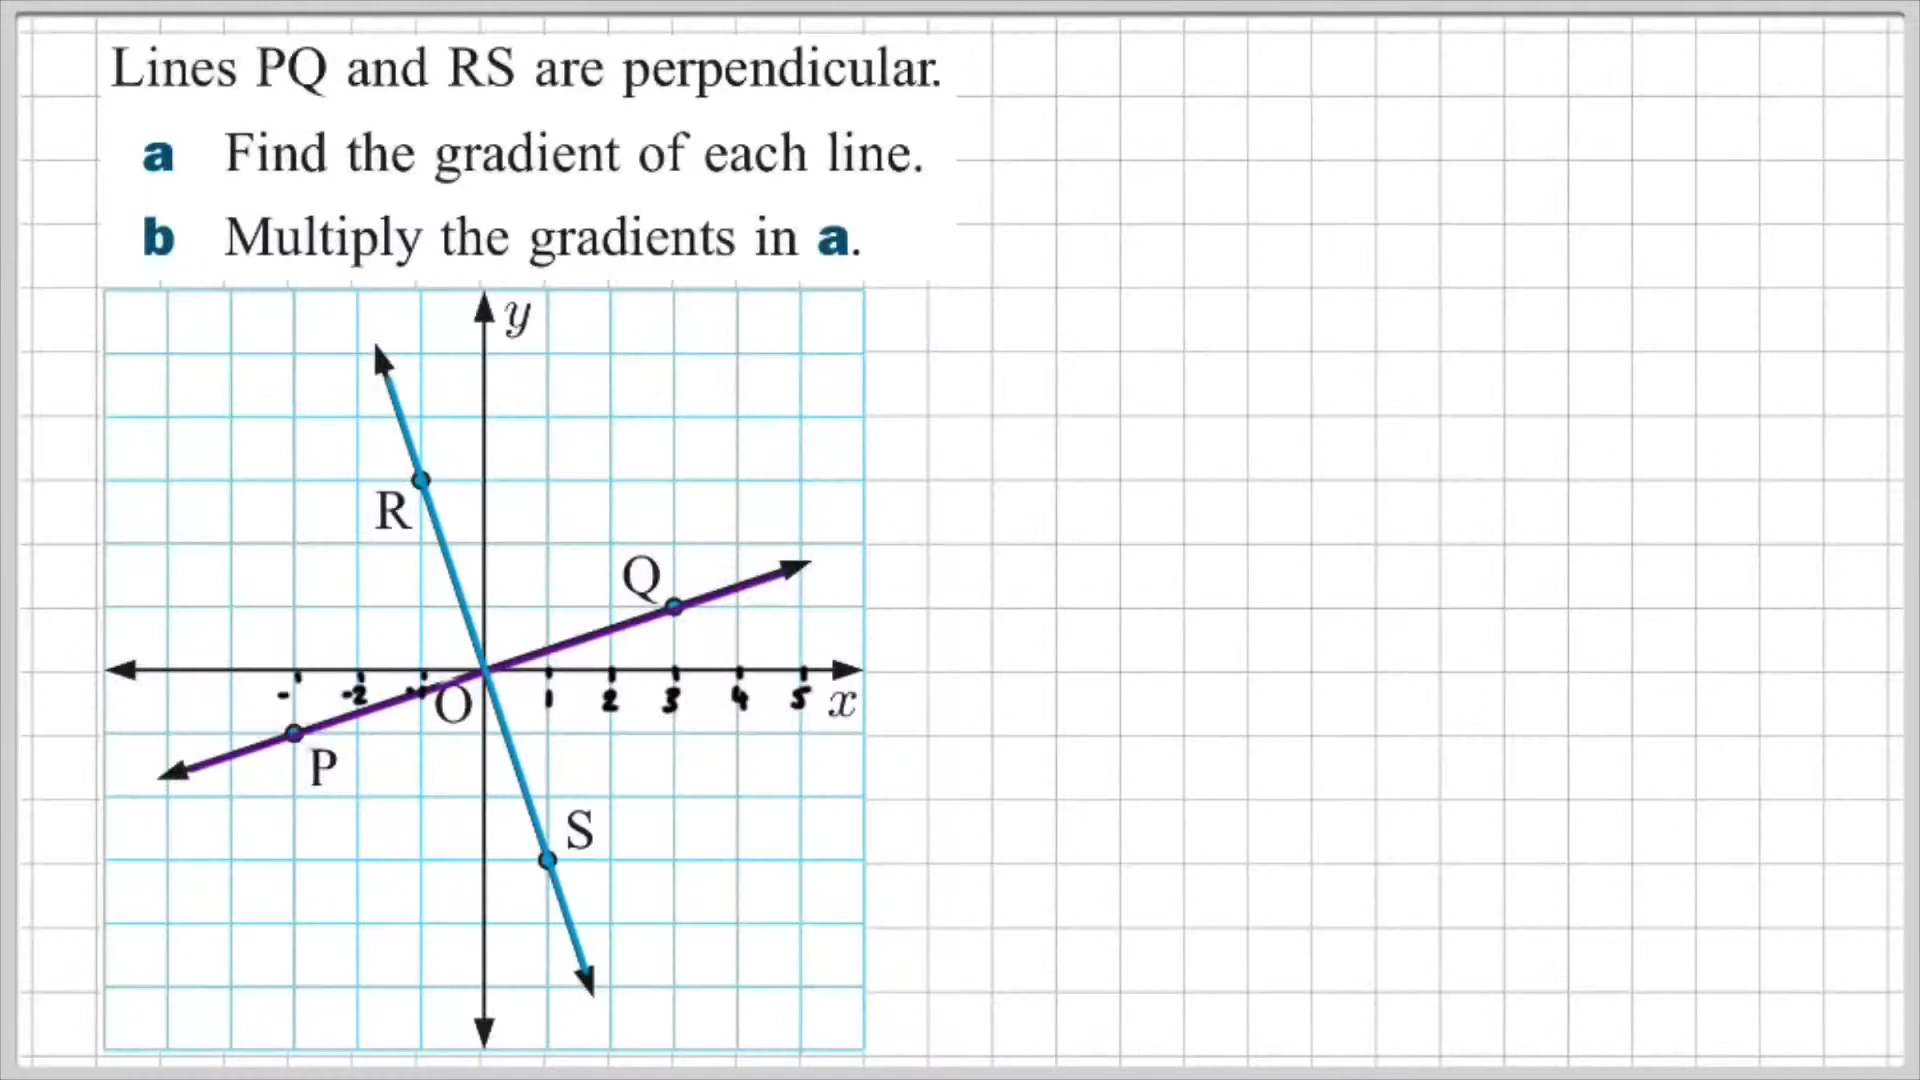 Lines PQ and RS are perpendicular.
a Find the gradient of each line.
b Multiply the gradients in a.
y
R
Q
- -2 -1 O 1 2 3 4 5 x
P
S